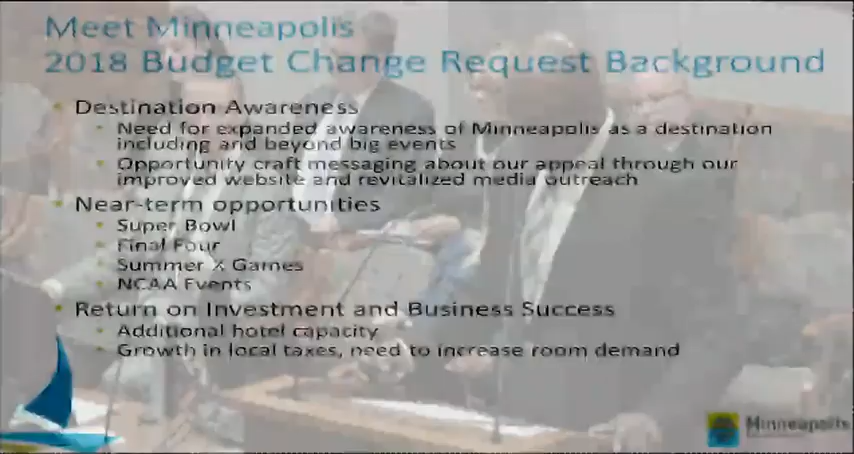 Meet Minneapolis
2018 Budget Change Request Background
Destination Awareness
Need for expanded awareness of Minneapolis as a destination
including and beyond big events
Opportunity craft messaging about our appeal through our
improved website and revitalized media outreach
Near-term opportunities
Super Bowl
Final Four
Summer X Games
NCAA Events
Return on Investment and Business Success
Additional hotel capacity
Growth in local taxes, need to increase room demand
Minneapolis